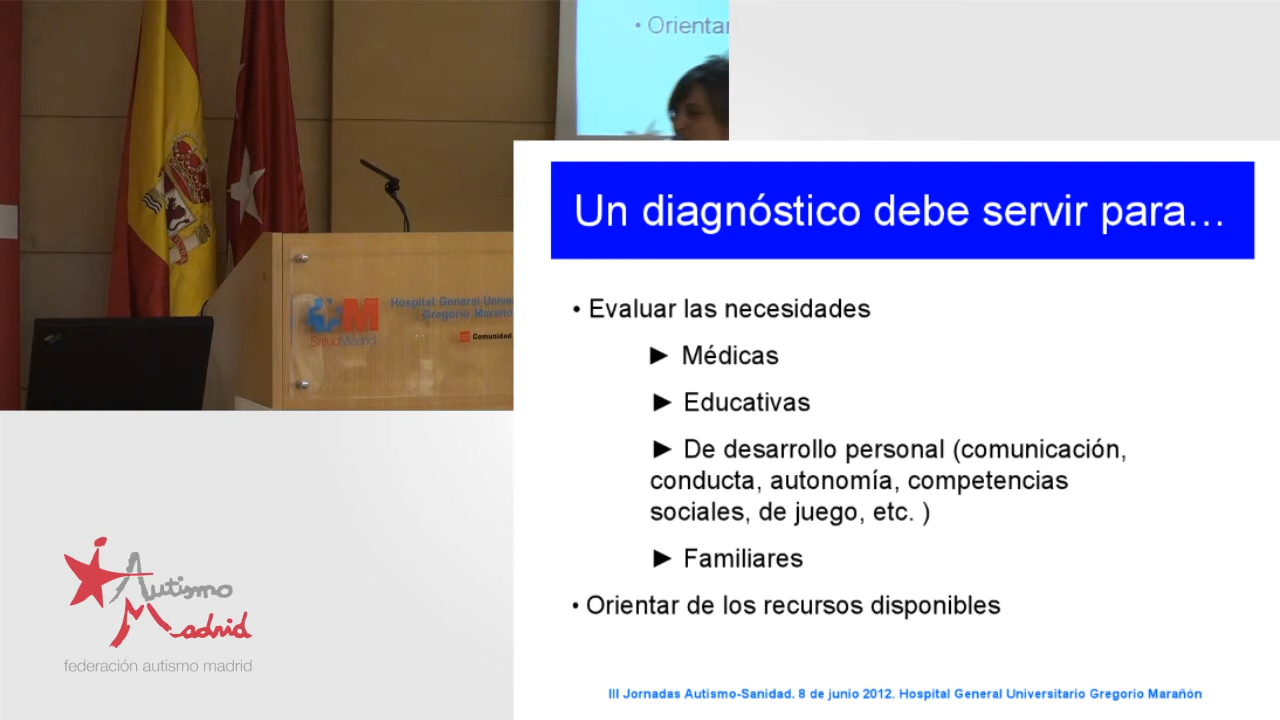 • Orientar
Hospital General Unive
Gregorio Maraño
SaludMadrid
Comunidad
Un diagnóstico debe servir para...
• Evaluar las necesidades
► Médicas
► Educativas
► De desarrollo personal (comunicación,
conducta, autonomía, competencias
sociales, de juego, etc. )
► Familiares
• Orientar de los recursos disponibles
III Jornadas Autismo-Sanidad. 8 de junio 2012. Hospital General Universitario Gregorio Marañón
Autismo
Madrid
federación autismo madrid